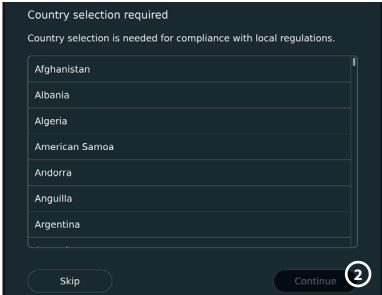 Country selection required
Country selection is needed for compliance with local regulations.
Afghanistan
Albania
Algeria
American Samoa
Andorra
Anguilla
Argentina
Skip
Continue
2